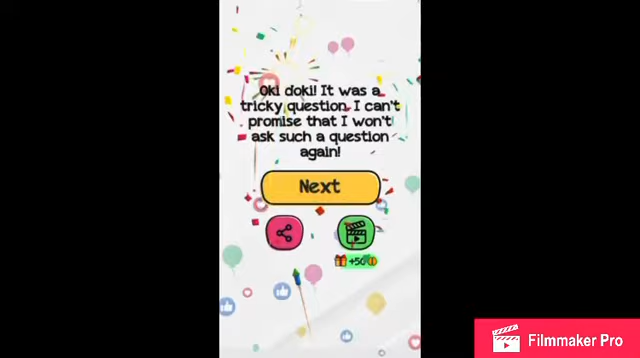 Oki doki! It was a
tricky question. I can't
promise that I won't
ask such a question
again!
Next
+50
Filmmaker Pro